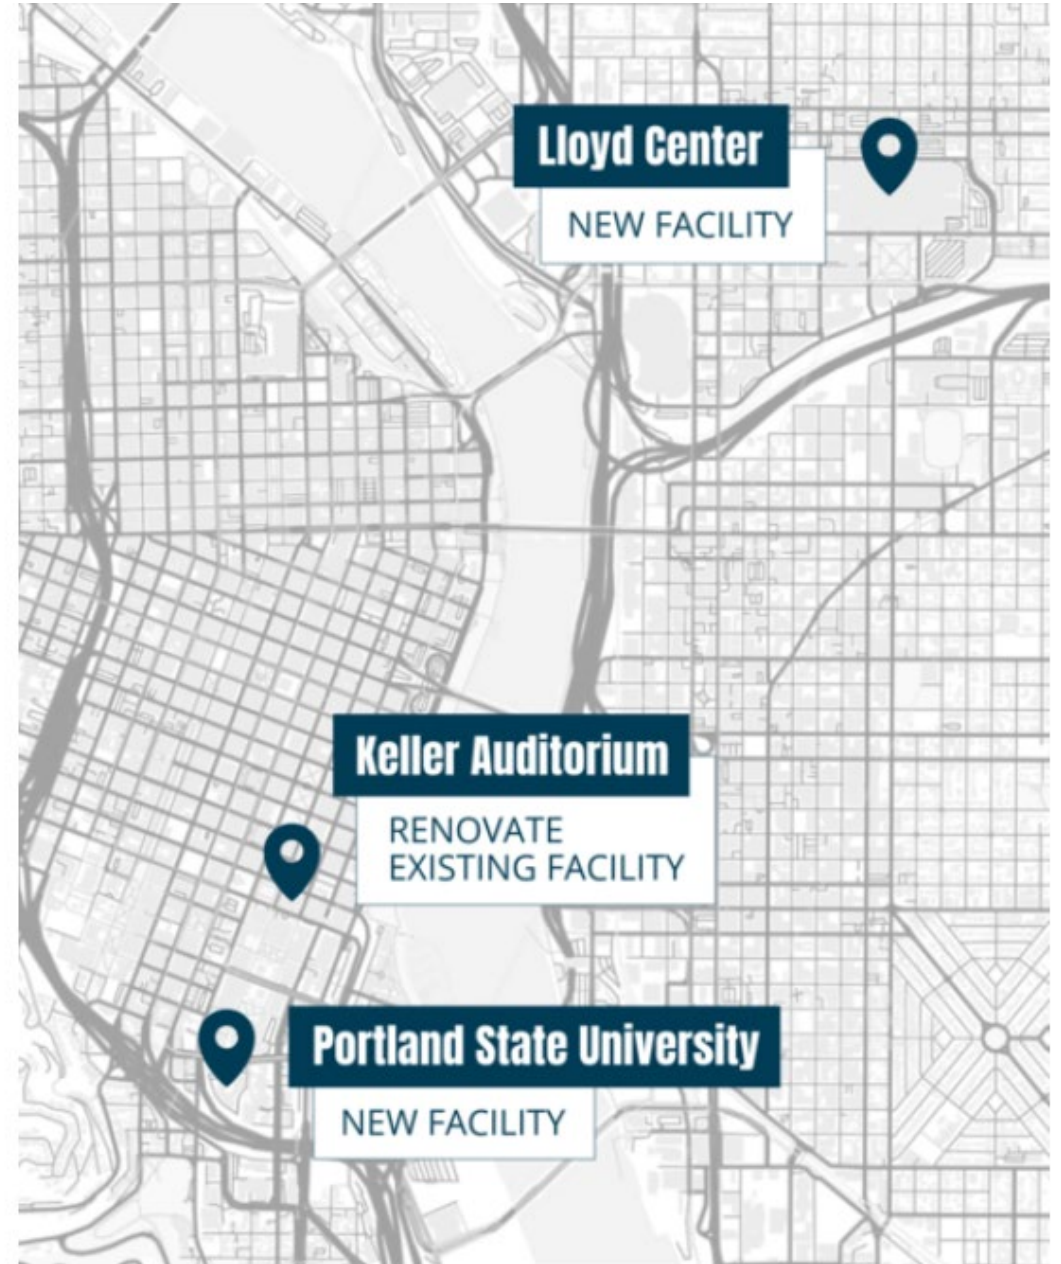 Lloyd Center
NEW FACILITY
Keller Auditorium
RENOVATE
EXISTING FACILITY
Portland State University
NEW FACILITY